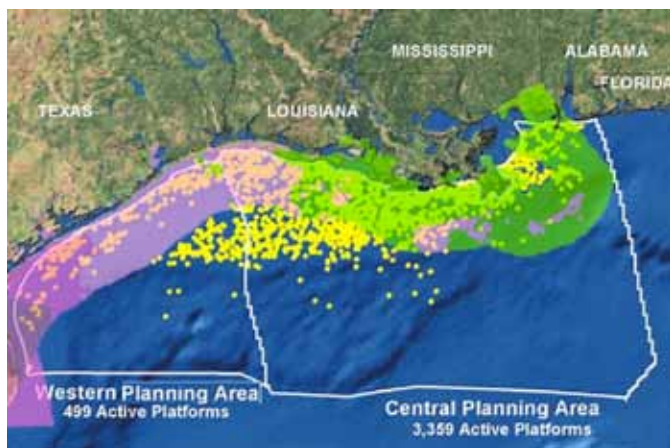 MISSISSIPPI
ALABAMA
FLORIDA
TEXAS
LOUISIANA
Western Planning Area
499 Active Platforms
Central Planning Area
3,359 Active Platforms